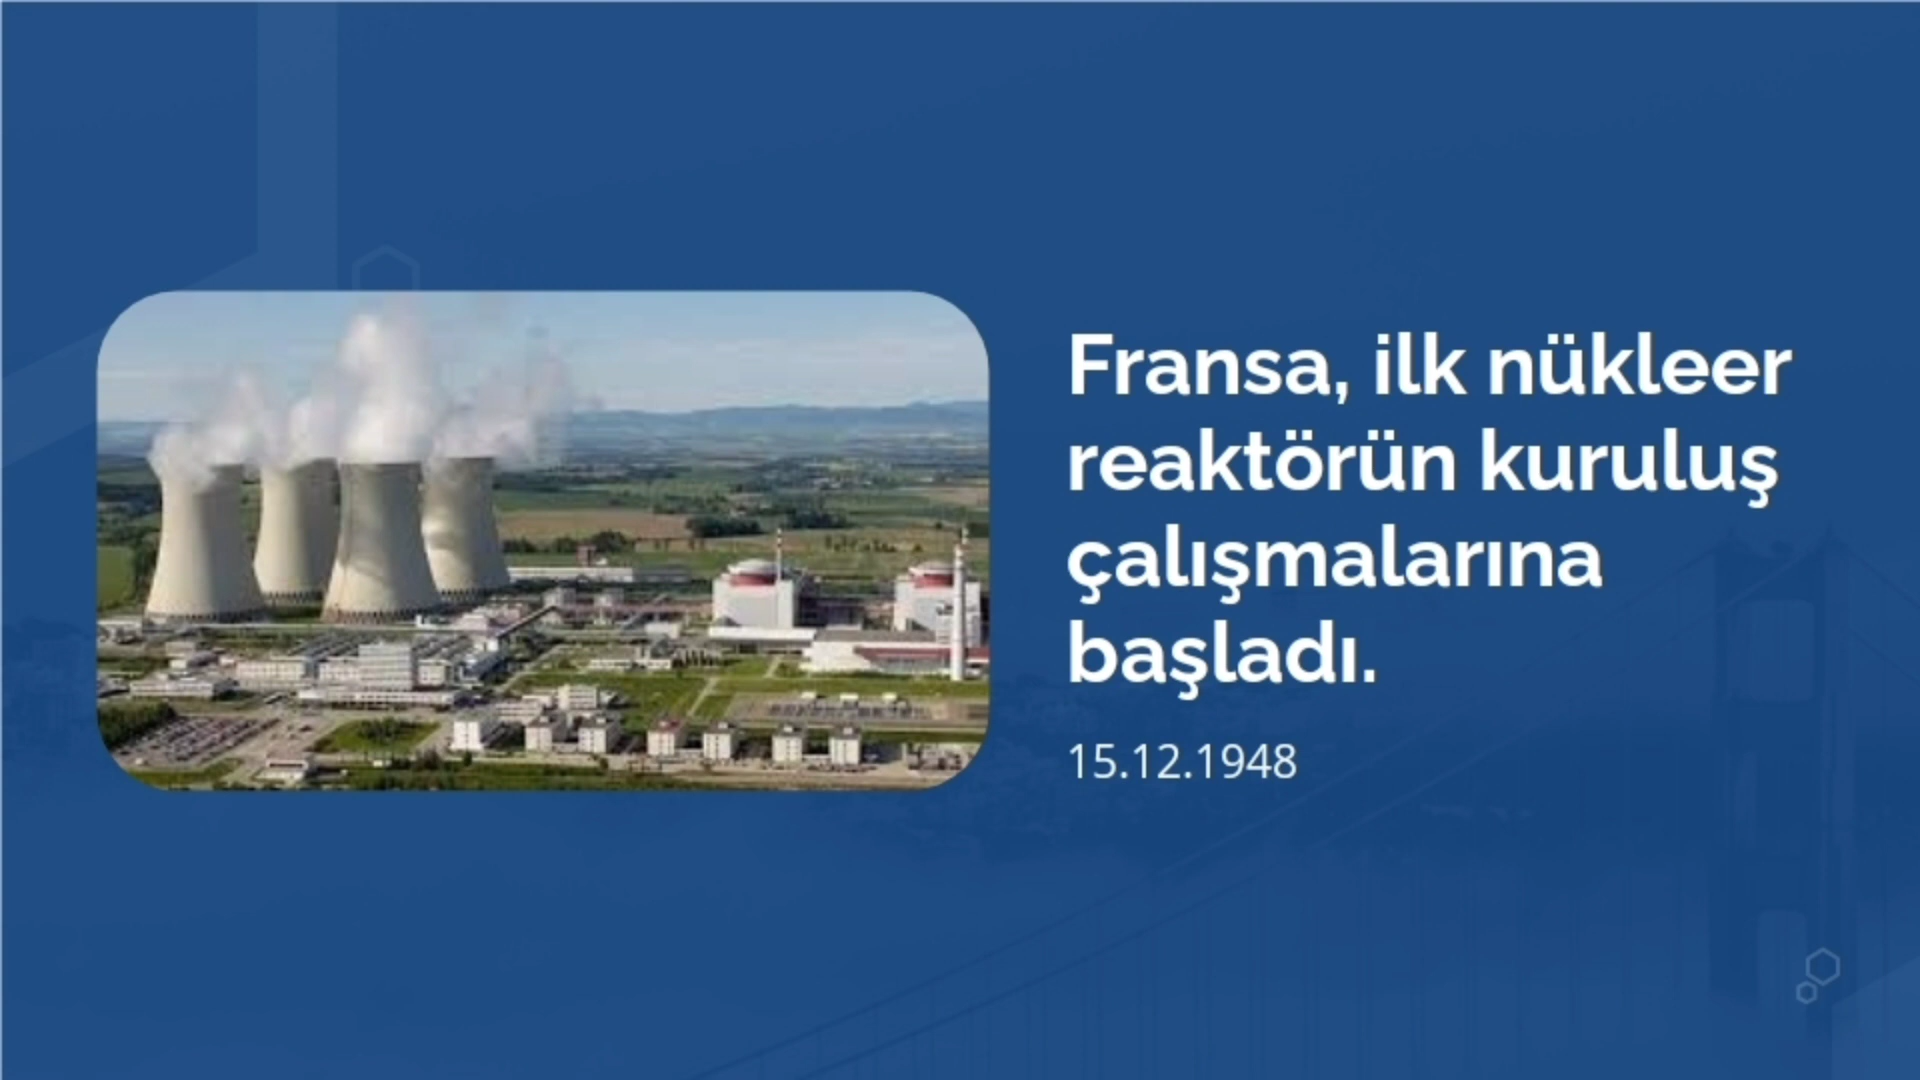 Fransa, ilk nükleer
reaktörün kuruluş
çalışmalarına
başladı.
15.12.1948